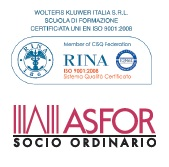 WOLTERS KLUWER ITALIA S.R.L.
SCUOLA DI FORMAZIONE
CERTIFICATA UNI EN ISO 9001:2008
RINA
Member of CISQ Federation
RINA
ISO 9001:2008
Sistema Qualità Certificato
ASFOR
SOCIO ORDINARIO